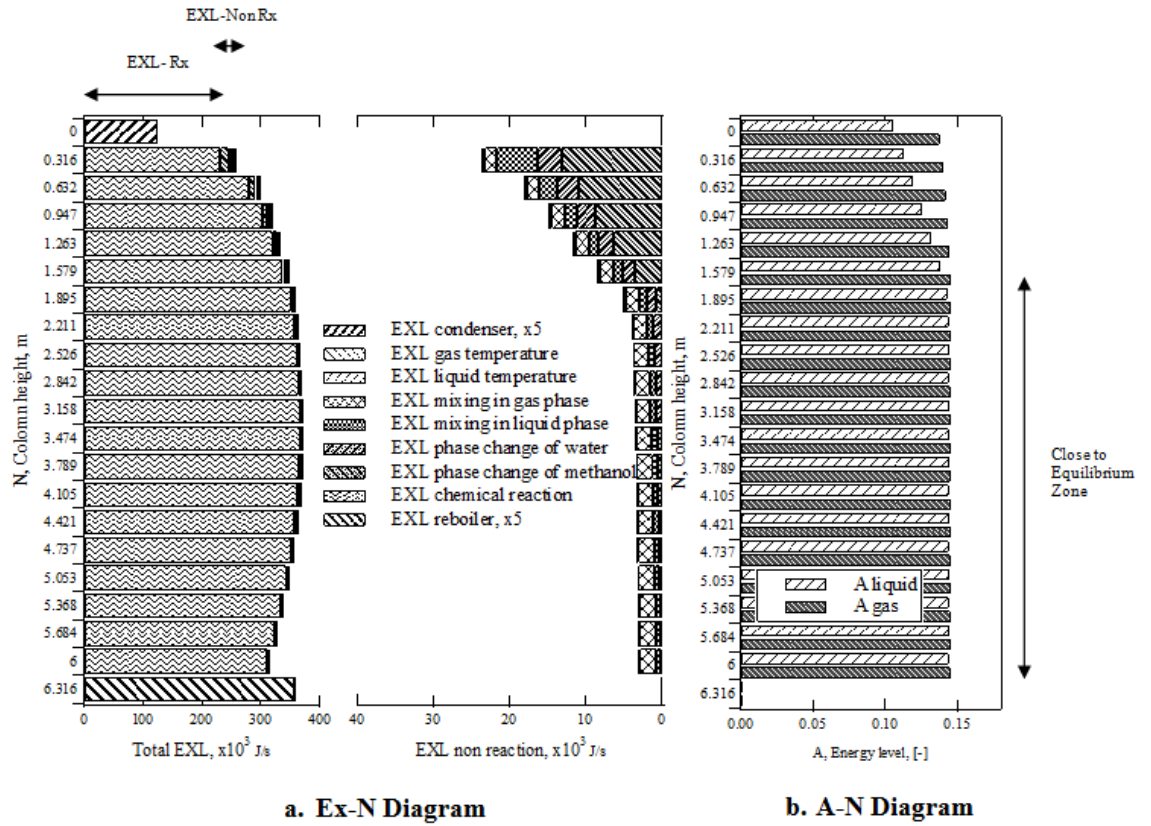 EXL-Non Rx
EXL- Rx
N, Colomn height, m
0
0.316
0.632
0.947
1.263
1.579
1.895
2.211
2.526
2.842
3.158
3.474
3.789
4.105
4.421
4.737
5.053
5.368
5.684
6
6.316
0 100 200 300 400
Total EXL, x10³ J/s
EXL condenser, x5
EXL gas temperature
EXL liquid temperature
EXL mixing in gas phase
EXL mixing in liquid phase
EXL phase change of water
EXL phase change of methanol
EXL chemical reaction
EXL reboiler, x5
40 30 20 10 0
EXL non reaction, x10³ J/s
N, Colomn height, m
0
0.316
0.632
0.947
1.263
1.579
1.895
2.211
2.526
2.842
3.158
3.474
3.789
4.105
4.421
4.737
5.053
5.368
5.684
6
6.316
A liquid
A gas
0.00 0.05 0.10 0.15
A, Energy level, [-]
Close to
Equilibrium
Zone
a. Ex-N Diagram
b. A-N Diagram